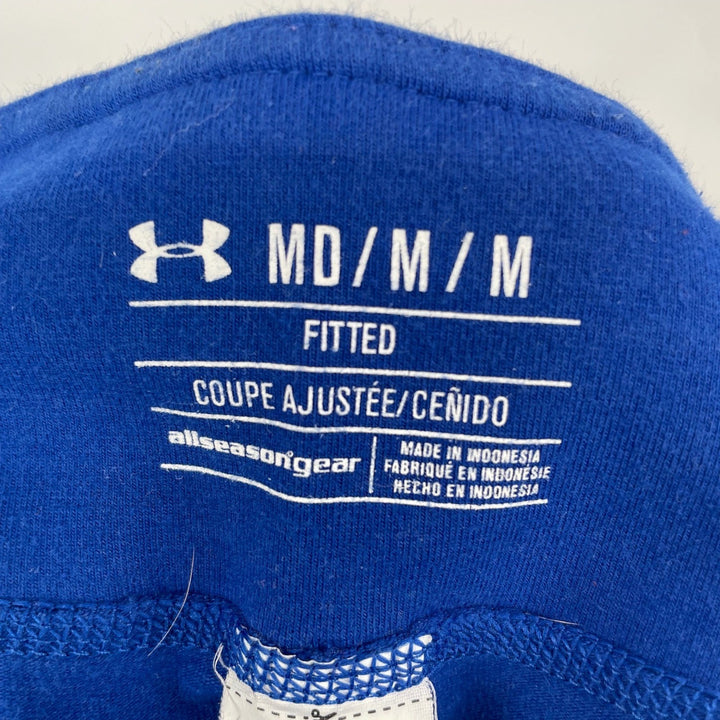 MD / M / M
FITTED
COUPE AJUSTÉE/CEÑIDO
allseasongear
MADE IN INDONESIA
FABRIQUÉ EN INDONÉSIE
HECHO EN INDONESIA